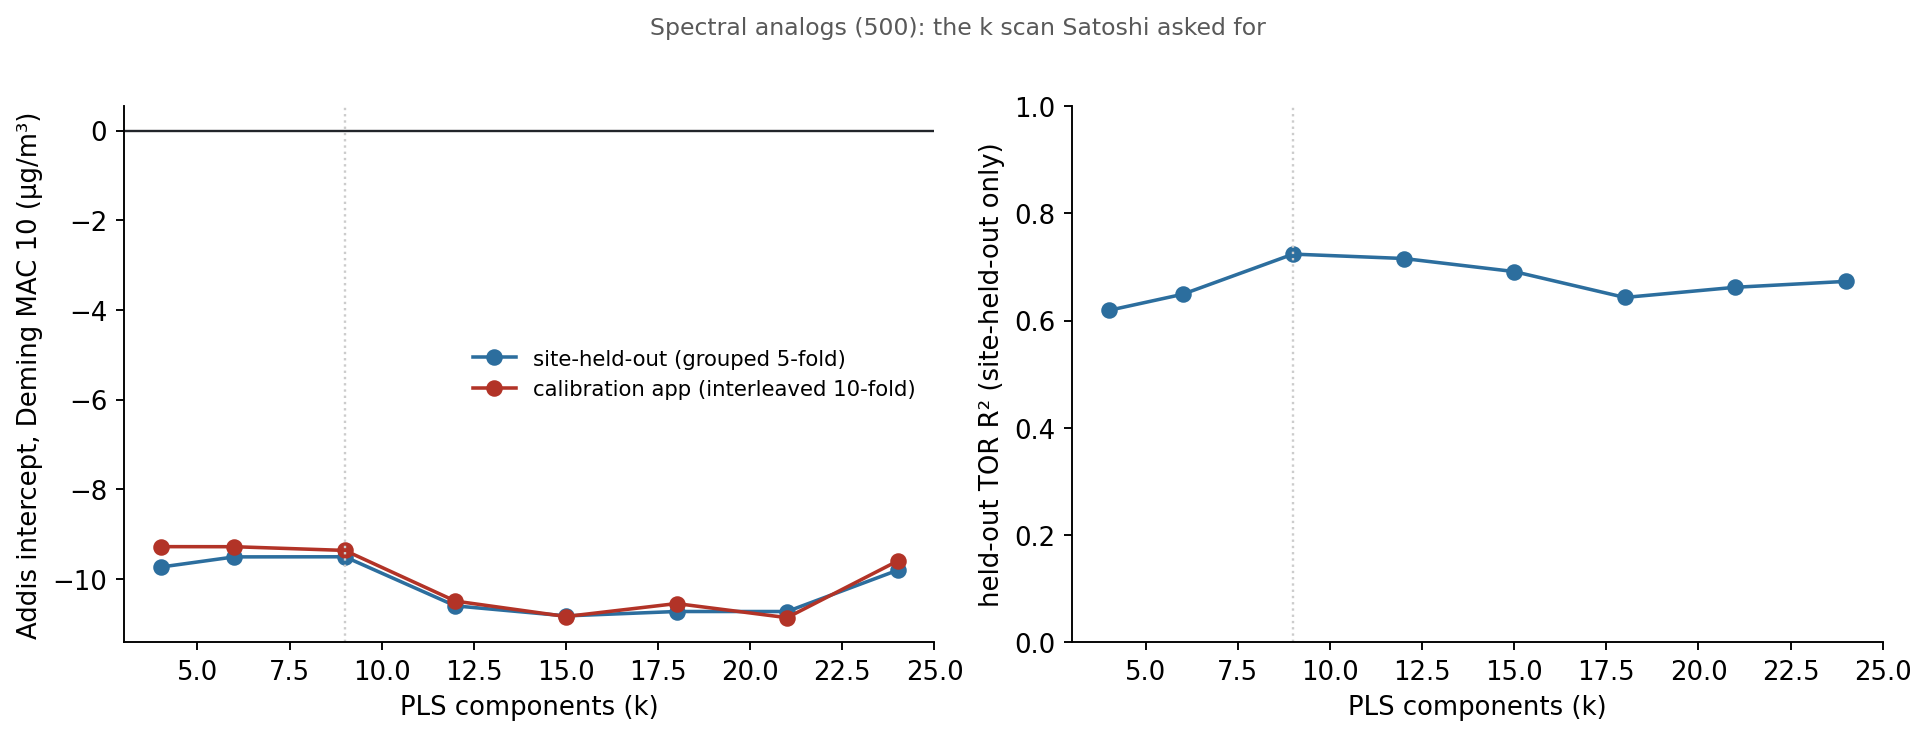 Spectral analogs (500): the k scan Satoshi asked for
Addis intercept, Deming MAC 10 (µg/m³)
0
−2
−4
−6
−8
−10
site-held-out (grouped 5-fold)
calibration app (interleaved 10-fold)
5.0 7.5 10.0 12.5 15.0 17.5 20.0 22.5 25.0
PLS components (k)
held-out TOR R² (site-held-out only)
1.0
0.8
0.6
0.4
0.2
0.0
5.0 7.5 10.0 12.5 15.0 17.5 20.0 22.5 25.0
PLS components (k)